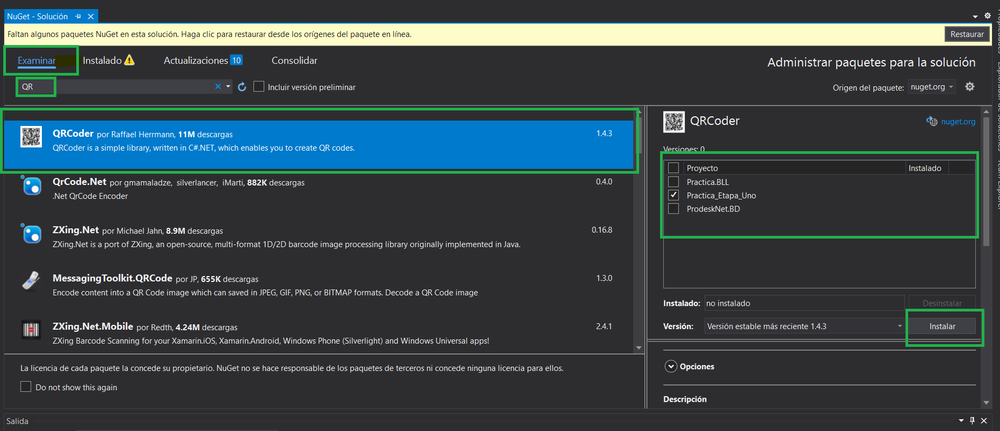 NuGet - Solución
Faltan algunos paquetes NuGet en esta solución. Haga clic para restaurar desde los orígenes del paquete en línea.
Restaurar
Examinar
Instalado
Actualizaciones 10
Consolidar
Administrar paquetes para la solución
QR
Incluir versión preliminar
Origen del paquete: nuget.org
QRCoder por Raffael Herrmann, 11M descargas
1.4.3
QRCoder is a simple library, written in C#.NET, which enables you to create QR codes.
QrCode.Net por gmamaladze, silverlancer, iMarti, 882K descargas
0.4.0
.Net QrCode Encoder
ZXing.Net por Michael Jahn, 8.9M descargas
0.16.8
ZXing.Net is a port of ZXing, an open-source, multi-format 1D/2D barcode image processing library originally implemented in Java.
MessagingToolkit.QRCode por JP, 655K descargas
1.3.0
Encode content into a QR Code image which can saved in JPEG, GIF, PNG, or BITMAP formats. Decode a QR Code image
ZXing.Net.Mobile por Redth, 4.24M descargas
2.4.1
ZXing Barcode Scanning for your Xamarin.iOS, Xamarin.Android, Windows Phone (Silverlight) and Windows Universal apps!
La licencia de cada paquete la concede su propietario. NuGet no se hace responsable de los paquetes de terceros ni concede ninguna licencia para ellos.
Do not show this again
QRCoder
nuget.org
Versiones: 0
Proyecto
Instalado
Practica.BLL
Practica_Etapa_Uno
ProdeskNet.BD
Instalado: no instalado
Desinstalar
Versión: Versión estable más reciente 1.4.3
Instalar
Opciones
Descripción
Salida
Explorador de soluciones
Team Explorer